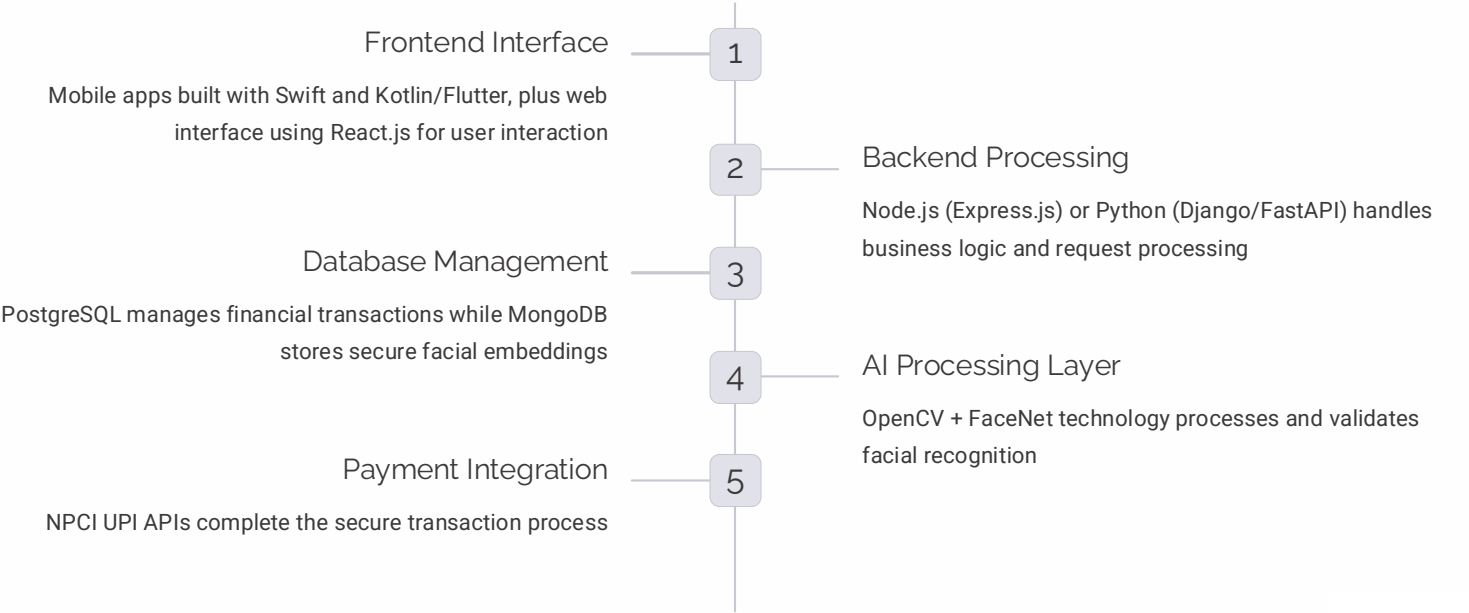 Frontend Interface
1
Mobile apps built with Swift and Kotlin/Flutter, plus web
interface using React.js for user interaction
2
Backend Processing
Node.js (Express.js) or Python (Django/FastAPI) handles
business logic and request processing
Database Management
3
PostgreSQL manages financial transactions while MongoDB
stores secure facial embeddings
4
AI Processing Layer
OpenCV + FaceNet technology processes and validates
facial recognition
Payment Integration
5
NPCI UPI APIs complete the secure transaction process